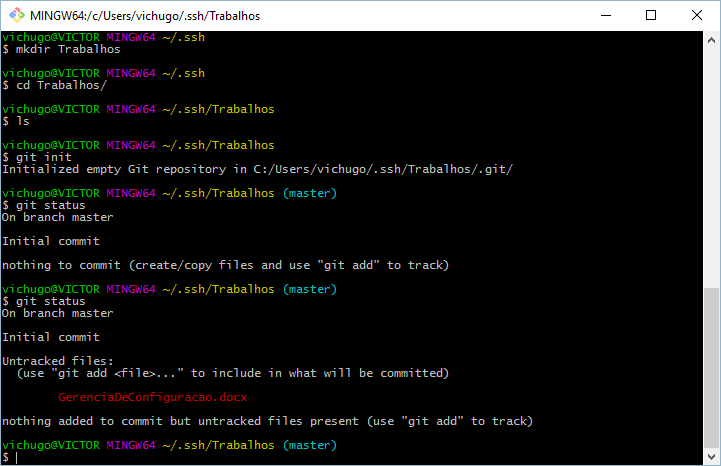 MINGW64:/c/Users/vichugo/.ssh/Trabalhos
vichugo@VICTOR MINGW64 ~/.ssh
$ mkdir Trabalhos
vichugo@VICTOR MINGW64 ~/.ssh
$ cd Trabalhos/
vichugo@VICTOR MINGW64 ~/.ssh/Trabalhos
$ ls
vichugo@VICTOR MINGW64 ~/.ssh/Trabalhos
$ git init
Initialized empty Git repository in C:/Users/vichugo/.ssh/Trabalhos/.git/
vichugo@VICTOR MINGW64 ~/.ssh/Trabalhos (master)
$ git status
On branch master
Initial commit
nothing to commit (create/copy files and use "git add" to track)
vichugo@VICTOR MINGW64 ~/.ssh/Trabalhos (master)
$ git status
On branch master
Initial commit
Untracked files:
  (use "git add <file>..." to include in what will be committed)
        GerenciaDeConfiguracao.docx
nothing added to commit but untracked files present (use "git add" to track)
vichugo@VICTOR MINGW64 ~/.ssh/Trabalhos (master)
$